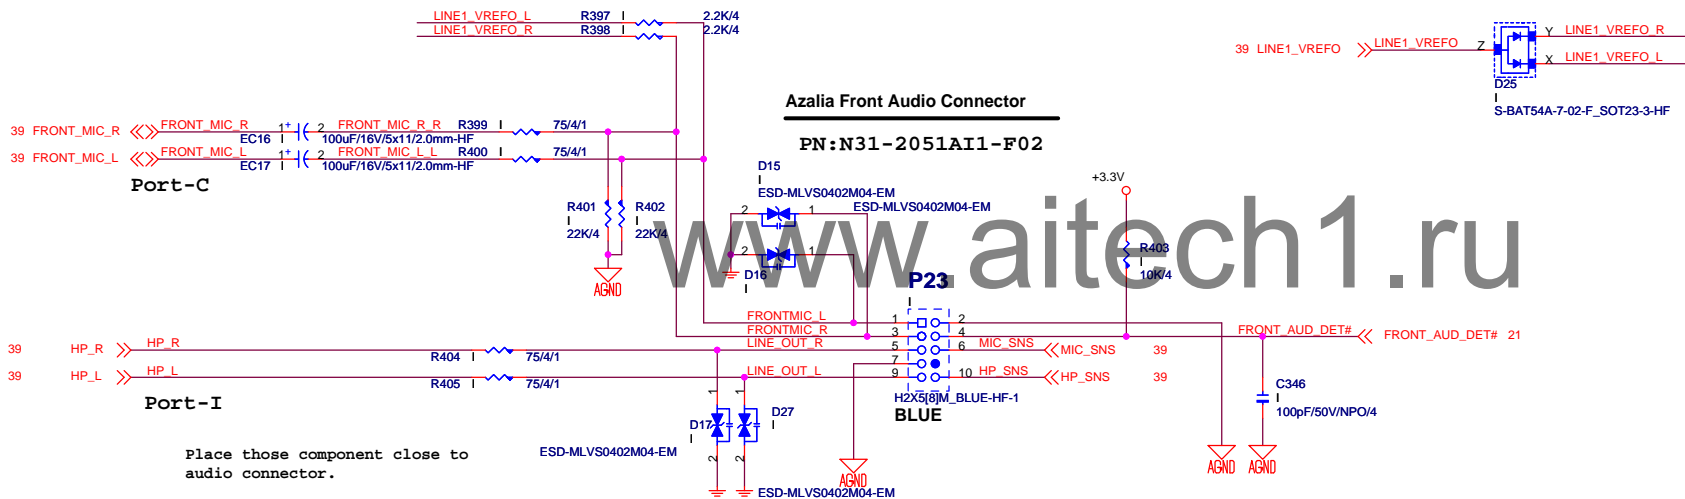 LINE1_VREFO_L R397 I 2.2K/4
LINE1_VREFO_R R398 I 2.2K/4
39 LINE1_VREFO LINE1_VREFO Z Y LINE1_VREFO_R
X LINE1_VREFO_L
D25
I
S-BAT54A-7-02-F_SOT23-3-HF
Azalia Front Audio Connector
PN:N31-2051AI1-F02
39 FRONT_MIC_R FRONT_MIC_R 1 + 2 FRONT_MIC_R_R R399 I 75/4/1
EC16 I 100uF/16V/5x11/2.0mm-HF
39 FRONT_MIC_L FRONT_MIC_L 1 + 2 FRONT_MIC_L_L R400 I 75/4/1
EC17 I 100uF/16V/5x11/2.0mm-HF
Port-C
D15
I
ESD-MLVS0402M04-EM
ESD-MLVS0402M04-EM
+3.3V
R401 R402
I I
22K/4 22K/4
2 1
2 1
D16
I
R403
I
10K/4
www.aitech1.ru
AGND
P23
I
FRONTMIC_L 1 2
FRONTMIC_R 3 4 FRONT_AUD_DET# FRONT_AUD_DET# 21
39 HP_R HP_R LINE_OUT_R 5 6 MIC_SNS MIC_SNS 39
R404 I 75/4/1
7
39 HP_L HP_L LINE_OUT_L 9 10 HP_SNS HP_SNS 39
R405 I 75/4/1
Port-I
H2X5[8]M_BLUE-HF-1
BLUE
C346
I
100pF/50V/NPO/4
1 1
D17 D27
I I
ESD-MLVS0402M04-EM
2 2
ESD-MLVS0402M04-EM
AGND
AGND AGND
Place those component close to
audio connector.